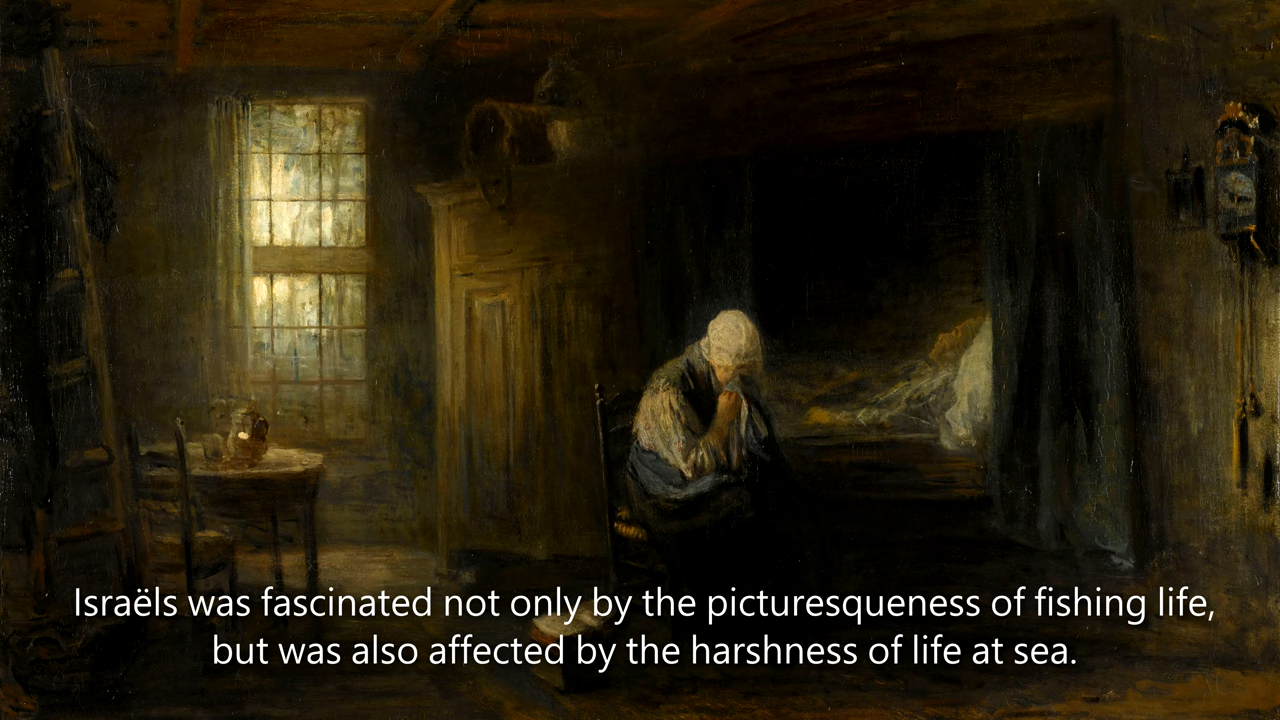 Israëls was fascinated not only by the picturesqueness of fishing life,
but was also affected by the harshness of life at sea.